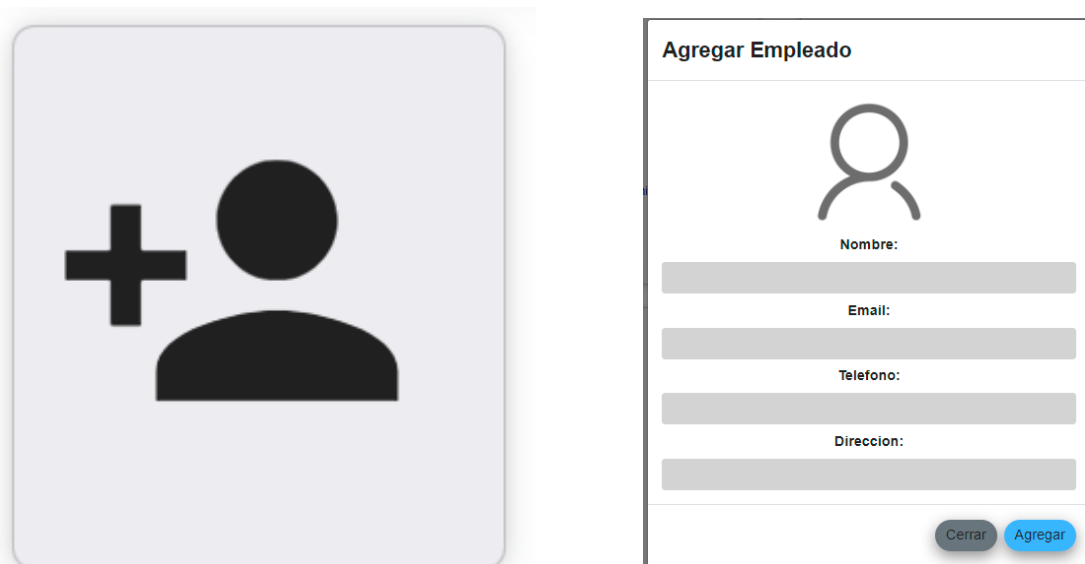 Agregar Empleado
Nombre:
Email:
Telefono:
Direccion:
Cerrar Agregar